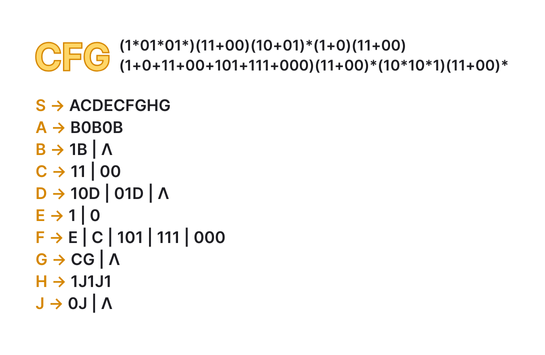 CFG
(1*01*01*)(11+00)(10+01)*(1+0)(11+00)
(1+0+11+00+101+111+000)(11+00)*(10*10*1)(11+00)*
S → ACDECFGHG
A → B0B0B
B → 1B | Λ
C → 11 | 00
D → 10D | 01D | Λ
E → 1 | 0
F → E | C | 101 | 111 | 000
G → CG | Λ
H → 1J1J1
J → 0J | Λ